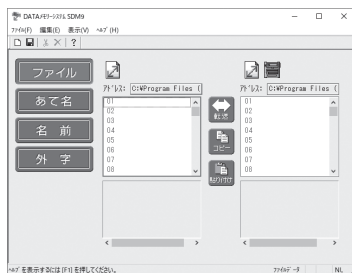 DATAﾒﾓﾘｰｼｽﾃﾑ SDM9
ﾌｧｲﾙ(F) 編集(E) 表示(V) ﾍﾙﾌﾟ(H)
ファイル
あて名
名 前
外 字
ｱﾄﾞﾚｽ: C:¥Program Files (
01
02
03
04
05
06
07
08
転送
コピー
貼り付け
ｱﾄﾞﾚｽ: C:¥Program Files (
01
02
03
04
05
06
07
08
ﾍﾙﾌﾟを表示するには [F1] を押してください。
ﾌｧｲﾙﾃﾞｰﾀ
NL